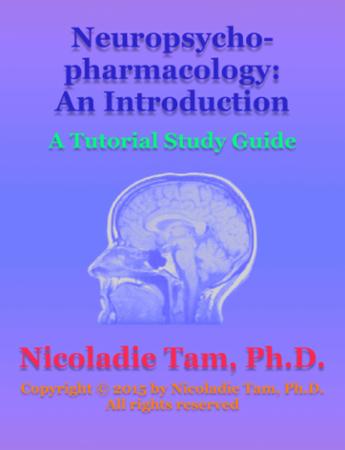 Neuropsycho-
pharmacology:
An Introduction
A Tutorial Study Guide
Nicoladie Tam, Ph.D.
Copyright © 2015 by Nicoladie Tam, Ph.D.
All rights reserved